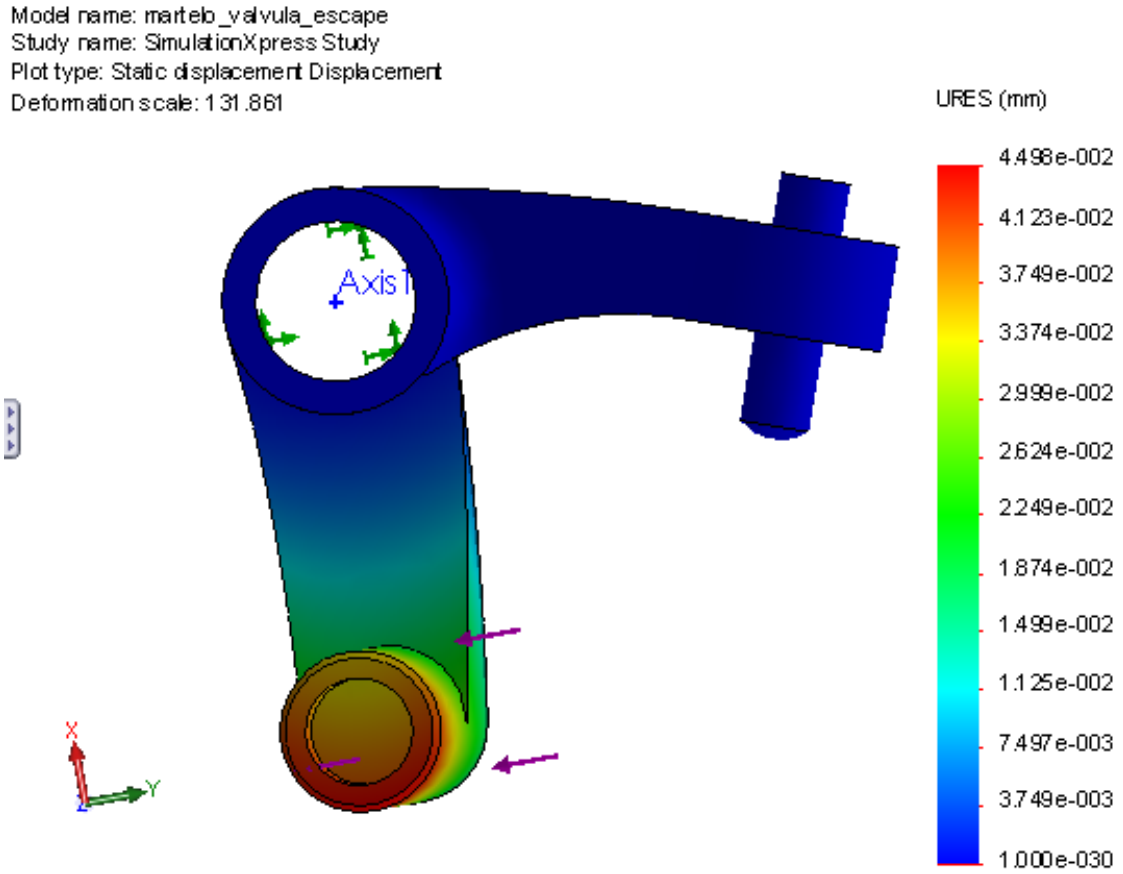 Model name: martelo_valvula_escape
Study name: SimulationXpress Study
Plot type: Static displacement Displacement
Deformation scale: 131.861
URES (mm)
4.498e-002
4.123e-002
3.749e-002
3.374e-002
2.999e-002
2.624e-002
2.249e-002
1.874e-002
1.499e-002
1.125e-002
7.497e-003
3.749e-003
1.000e-030
Axis1
X
Y
Z